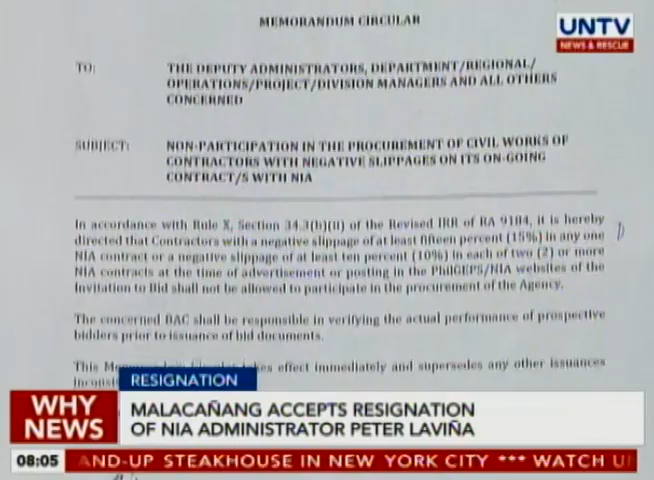 MEMORANDUM CIRCULAR
UNTV
NEWS & RESCUE
TO: THE DEPUTY ADMINISTRATORS, DEPARTMENT/REGIONAL/
OPERATIONS/PROJECT/DIVISION MANAGERS AND ALL OTHERS
CONCERNED
SUBJECT: NON-PARTICIPATION IN THE PROCUREMENT OF CIVIL WORKS OF
CONTRACTORS WITH NEGATIVE SLIPPAGES ON ITS ON-GOING
CONTRACT/S WITH NIA
In accordance with Rule X, Section 34.3(b)(ii) of the Revised IRR of RA 9184, it is hereby
directed that Contractors with a negative slippage of at least fifteen percent (15%) in any one
NIA contract or a negative slippage of at least ten percent (10%) in each of two (2) or more
NIA contracts at the time of advertisement or posting in the PhilGEPS/NIA websites of the
Invitation to Bid shall not be allowed to participate in the procurement of the Agency.
The concerned BAC shall be responsible in verifying the actual performance of prospective
bidders prior to issuance of bid documents.
This takes effect immediately and supersedes any other issuances
RESIGNATION
WHY
NEWS
MALACAÑANG ACCEPTS RESIGNATION
OF NIA ADMINISTRATOR PETER LAVIÑA
08:05 AND-UP STEAKHOUSE IN NEW YORK CITY *** WATCH U